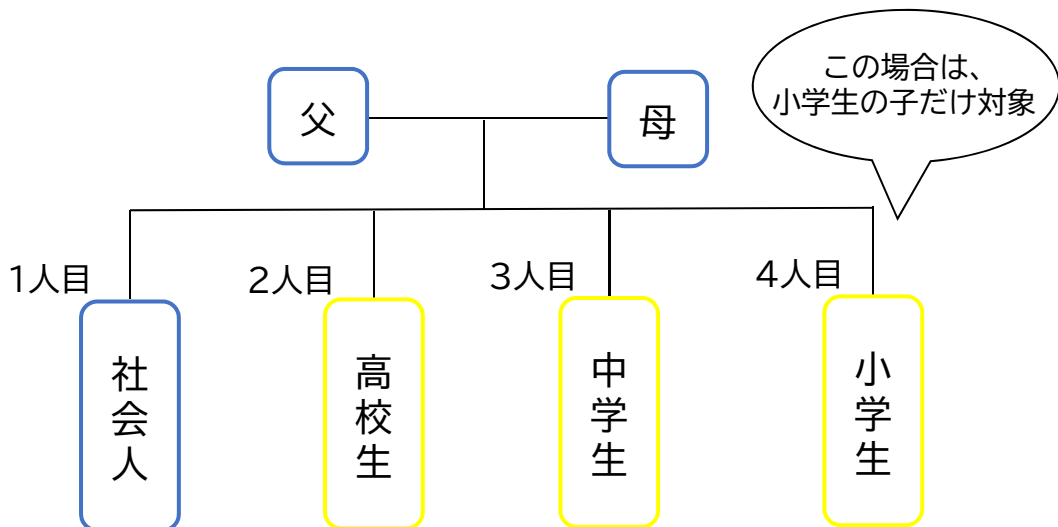 この場合は、
小学生の子だけ対象
父
母
1人目
2人目
3人目
4人目
社会人
高校生
中学生
小学生